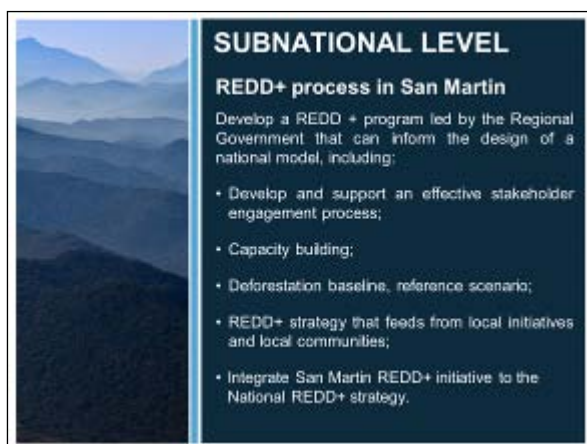 SUBNATIONAL LEVEL
REDD+ process in San Martin
Develop a REDD + program led by the Regional
Government that can inform the design of a
national model, including:
• Develop and support an effective stakeholder
engagement process;
• Capacity building;
• Deforestation baseline, reference scenario;
• REDD+ strategy that feeds from local initiatives
and local communities;
• Integrate San Martin REDD+ initiative to the
National REDD+ strategy.